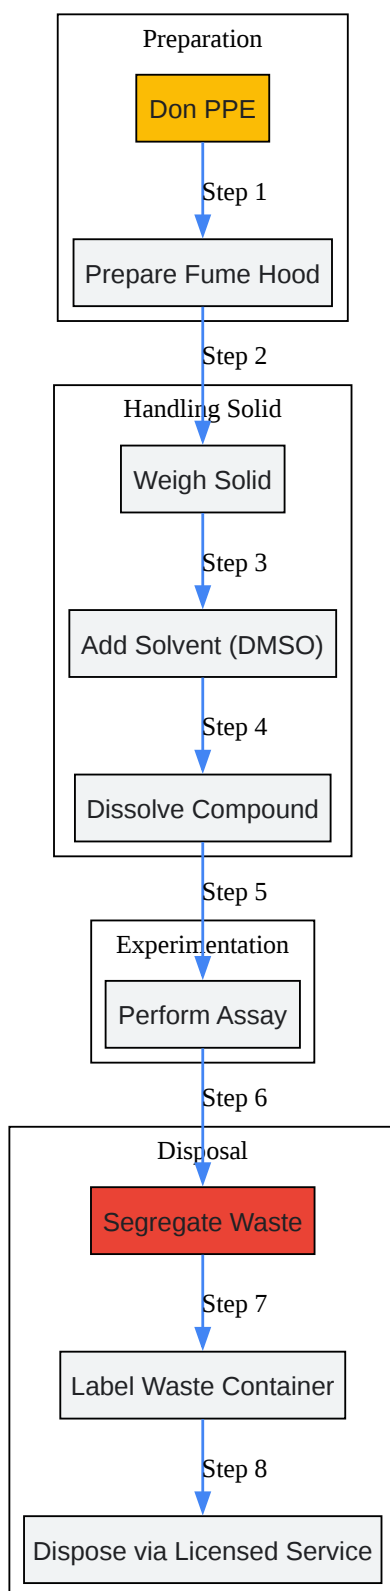 Preparation
Don PPE
Step 1
Prepare Fume Hood
Step 2
Handling Solid
Weigh Solid
Step 3
Add Solvent (DMSO)
Step 4
Dissolve Compound
Step 5
Experimentation
Perform Assay
Step 6
Disposal
Segregate Waste
Step 7
Label Waste Container
Step 8
Dispose via Licensed Service